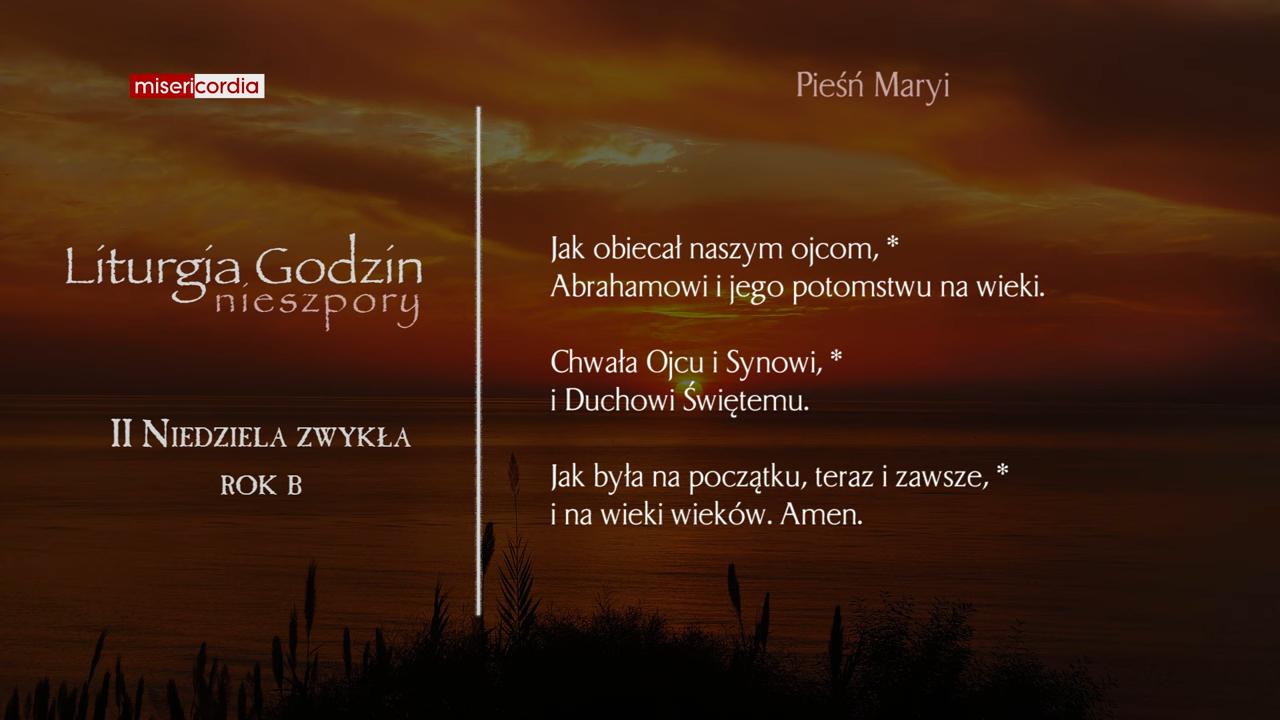 misericordia
Liturgia Godzin
nieszpory
II Niedziela zwykła
rok B
Pieśń Maryi
Jak obiecał naszym ojcom, *
Abrahamowi i jego potomstwu na wieki.
Chwała Ojcu i Synowi, *
i Duchowi Świętemu.
Jak była na początku, teraz i zawsze, *
i na wieki wieków. Amen.